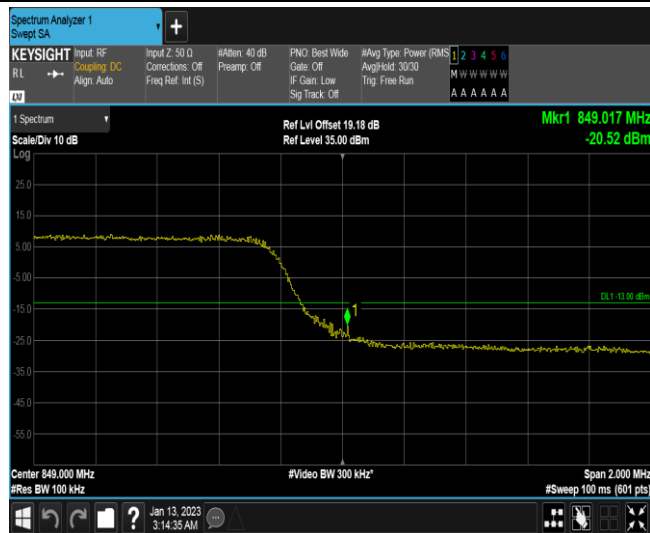 Spectrum Analyzer 1
Swept SA
+
KEYSIGHT
RL
Input: RF
Coupling: DC
Align: Auto
Input Z: 50 Ω
Corrections: Off
Freq Ref: Int (S)
#Atten: 40 dB
Preamp: Off
PNO: Best Wide
Gate: Off
IF Gain: Low
Sig Track: Off
#Avg Type: Power (RMS
Avg|Hold: 30/30
Trig: Free Run
1 2 3 4 5 6
M W W W W W
A A A A A A
LXI
1 Spectrum
Scale/Div 10 dB
Ref Lvl Offset 19.18 dB
Ref Level 35.00 dBm
Mkr1 849.017 MHz
-20.52 dBm
Log
25.0
15.0
5.00
-5.00
DL1 -13.00 dBm
-15.0
1
-25.0
-35.0
-45.0
-55.0
Center 849.000 MHz
#Video BW 300 kHz*
Span 2.000 MHz
#Res BW 100 kHz
#Sweep 100 ms (601 pts)
?
Jan 13, 2023
3:14:35 AM